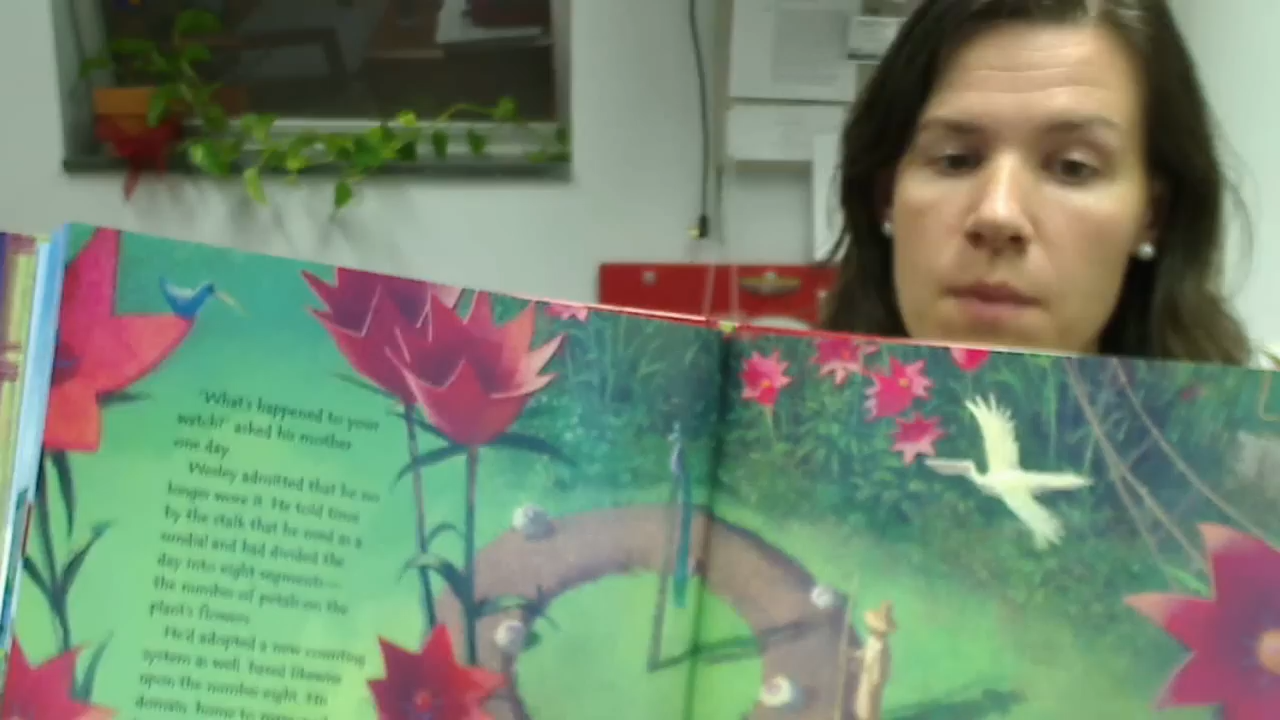 "What's happened to your
watch?" asked his mother
one day.
Wesley admitted that he no
longer wore it. He told time
by the stalk that he used as a
sundial and had divided the
day into eight segments—
the number of petals on the
plant's flowers.
He'd adopted a new counting
system as well, based likewise
upon the number eight. His
domain, home to